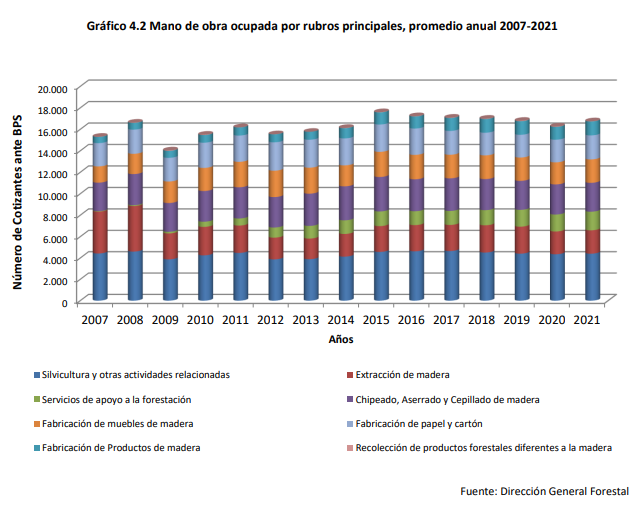 Gráfico 4.2 Mano de obra ocupada por rubros principales, promedio anual 2007-2021
Número de Cotizantes ante BPS
20.000
18.000
16.000
14.000
12.000
10.000
8.000
6.000
4.000
2.000
0
2007 2008 2009 2010 2011 2012 2013 2014 2015 2016 2017 2018 2019 2020 2021
Años
Silvicultura y otras actividades relacionadas
Extracción de madera
Servicios de apoyo a la forestación
Chipeado, Aserrado y Cepillado de madera
Fabricación de muebles de madera
Fabricación de papel y cartón
Fabricación de Productos de madera
Recolección de productos forestales diferentes a la madera
Fuente: Dirección General Forestal